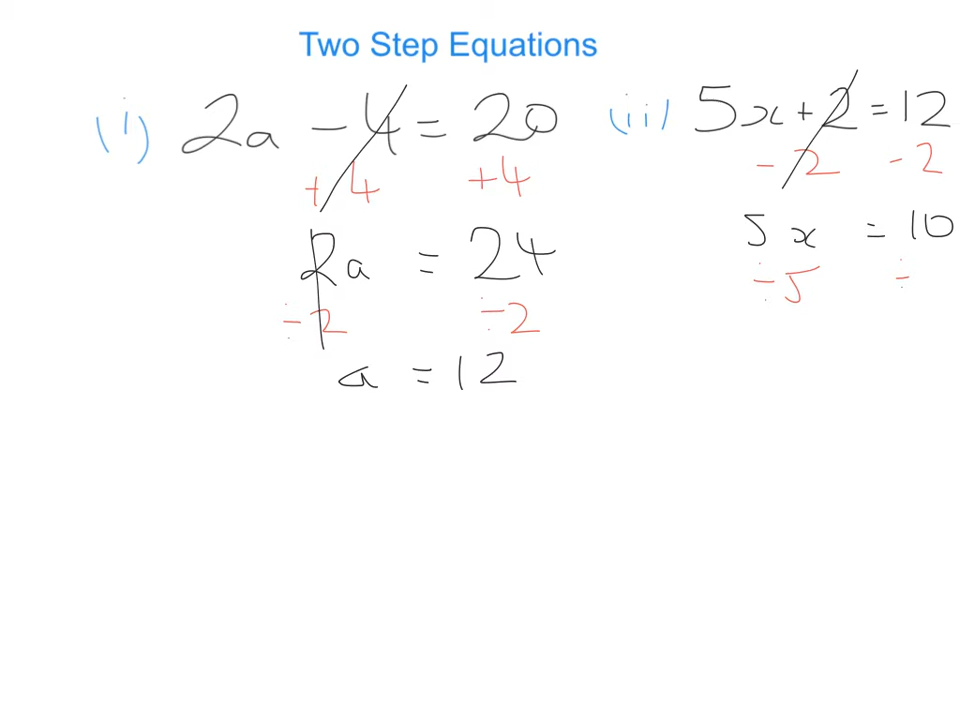 Two Step Equations
(i) 2a - 4 = 20
+ 4 +4
2a = 24
÷2 ÷2
a = 12
(ii) 5x + 2 = 12
- 2 - 2
5x = 10
÷5 ÷